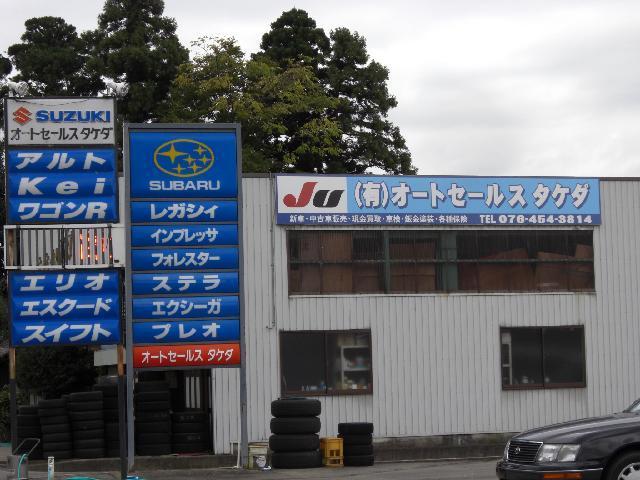 SUZUKI
オートセールスタケダ
アルト
Kei
ワゴンR
エリオ
エスクード
スイフト
SUBARU
レガシィ
インプレッサ
フォレスター
ステラ
エクシーガ
プレオ
オートセールス タケダ
JU (有)オートセールス タケダ
新車・中古車販売・現金買取・車検・鈑金塗装・各種保険 TEL 076-454-3814